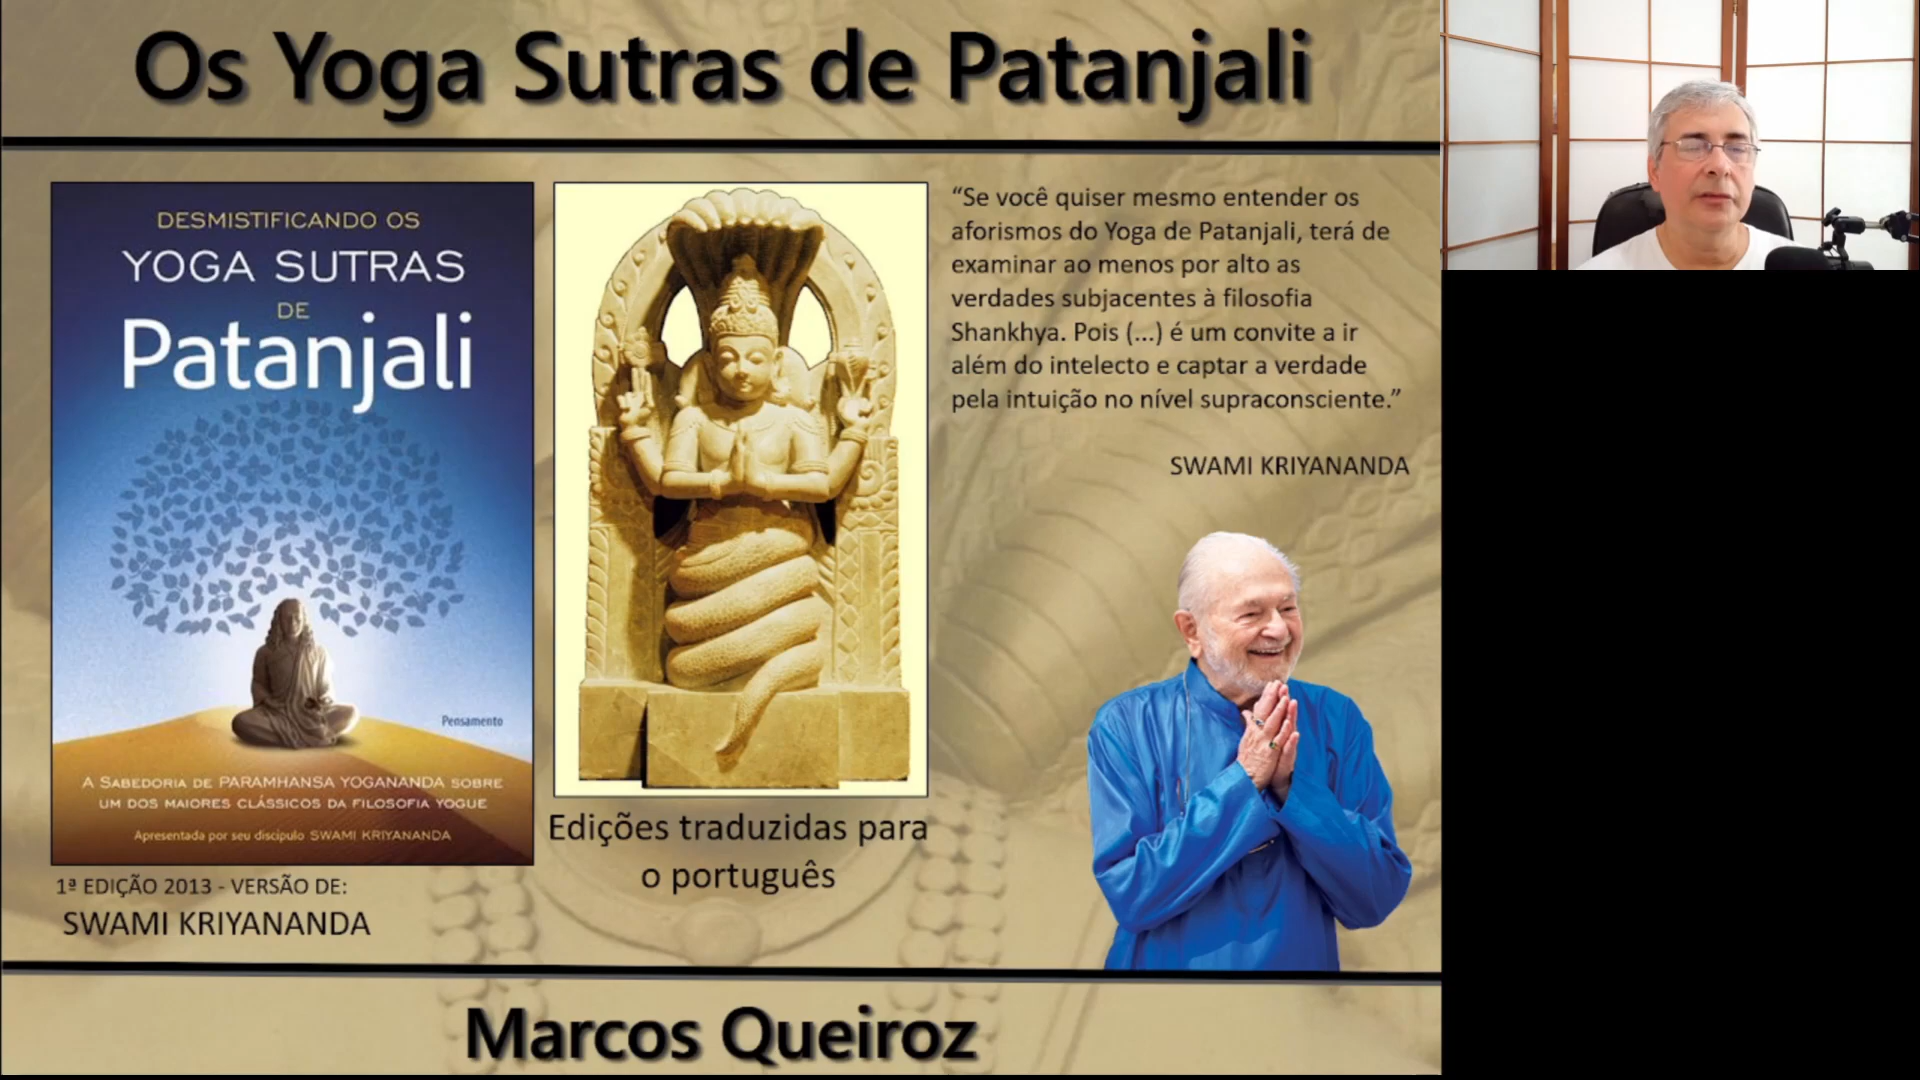 Os Yoga Sutras de Patanjali
DESMISTIFICANDO OS
YOGA SUTRAS
DE
Patanjali
Pensamento
A SABEDORIA DE PARAMHANSA YOGANANDA SOBRE
UM DOS MAIORES CLÁSSICOS DA FILOSOFIA YOGUE
Apresentada por seu discípulo SWAMI KRIYANANDA
1ª EDIÇÃO 2013 - VERSÃO DE:
SWAMI KRIYANANDA
Edições traduzidas para
o português
“Se você quiser mesmo entender os
aforismos do Yoga de Patanjali, terá de
examinar ao menos por alto as
verdades subjacentes à filosofia
Shankhya. Pois (...) é um convite a ir
além do intelecto e captar a verdade
pela intuição no nível supraconsciente.”
SWAMI KRIYANANDA
Marcos Queiroz